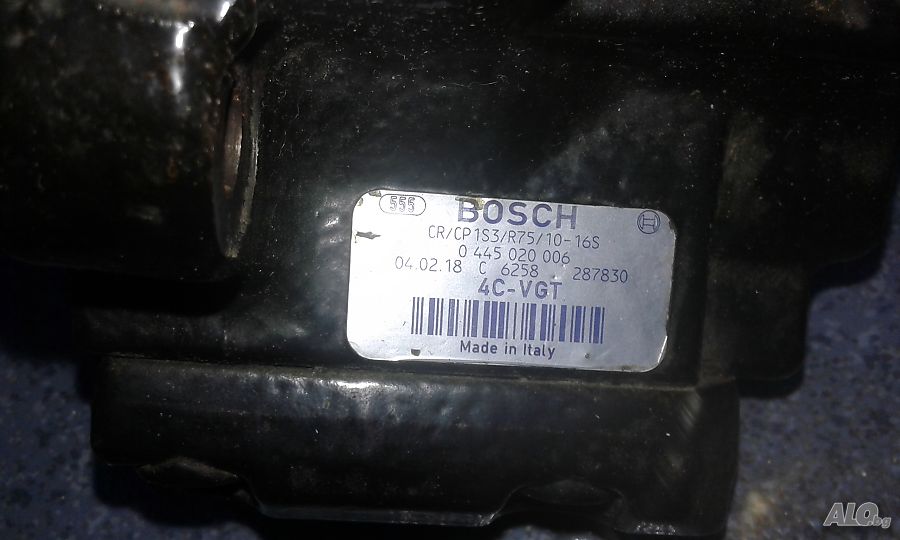 555
BOSCH
CR/CP1S3/R75/10-16S
0 445 020 006
04.02.18 C 6258 287830
4C-VGT
Made in Italy
ALO.bg